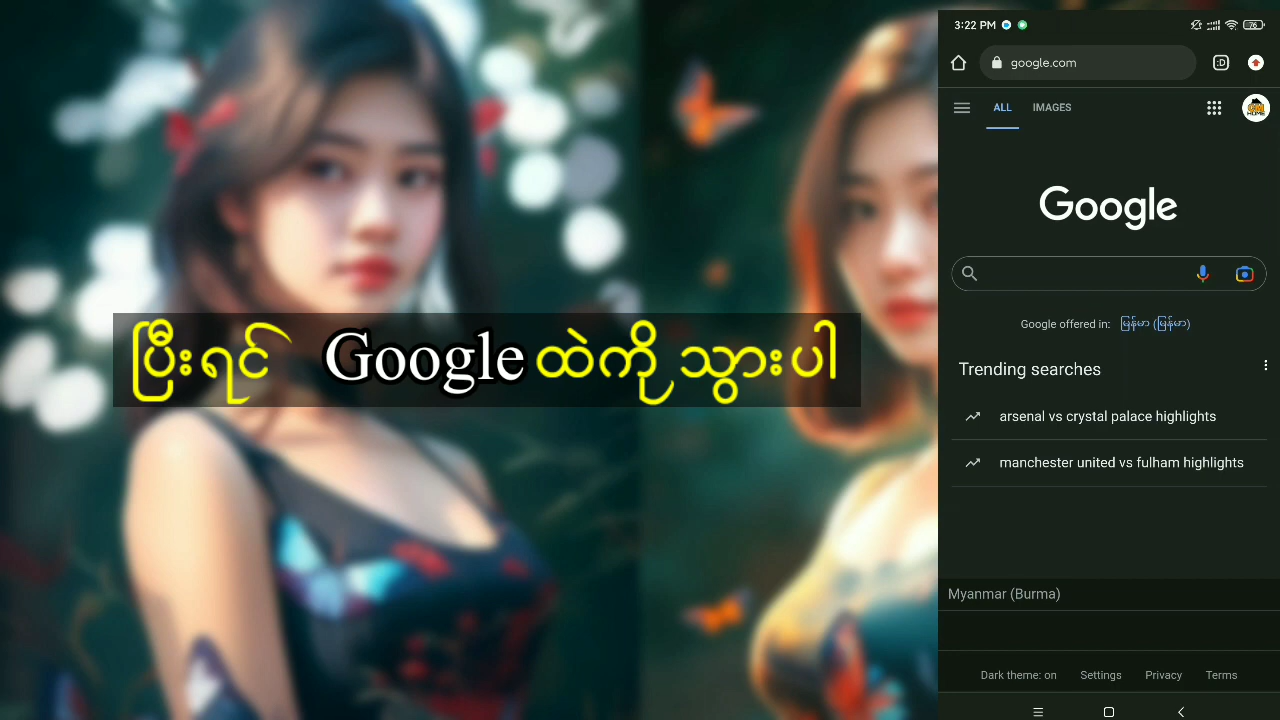 ပြီးရင် Google ထဲကို သွားပါ
3:22 PM
76
google.com
:D
ALL IMAGES
HOME
Google
Google offered in: မြန်မာ (မြန်မာ)
Trending searches
arsenal vs crystal palace highlights
manchester united vs fulham highlights
Myanmar (Burma)
Dark theme: on Settings Privacy Terms